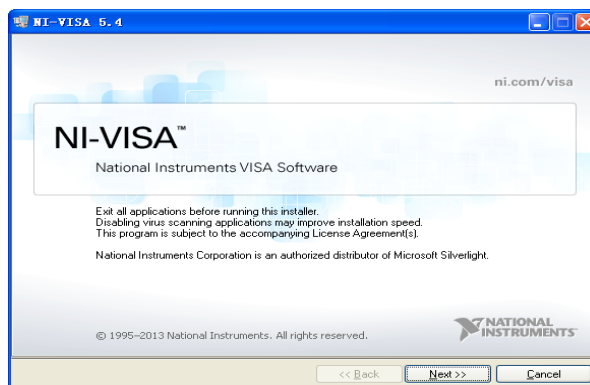 NI-VISA 5.4
ni.com/visa
NI-VISA™
National Instruments VISA Software
Exit all applications before running this installer.
Disabling virus scanning applications may improve installation speed.
This program is subject to the accompanying License Agreement(s).
National Instruments Corporation is an authorized distributor of Microsoft Silverlight.
© 1995–2013 National Instruments. All rights reserved.
NATIONAL
INSTRUMENTS™
<< Back
Next >>
Cancel